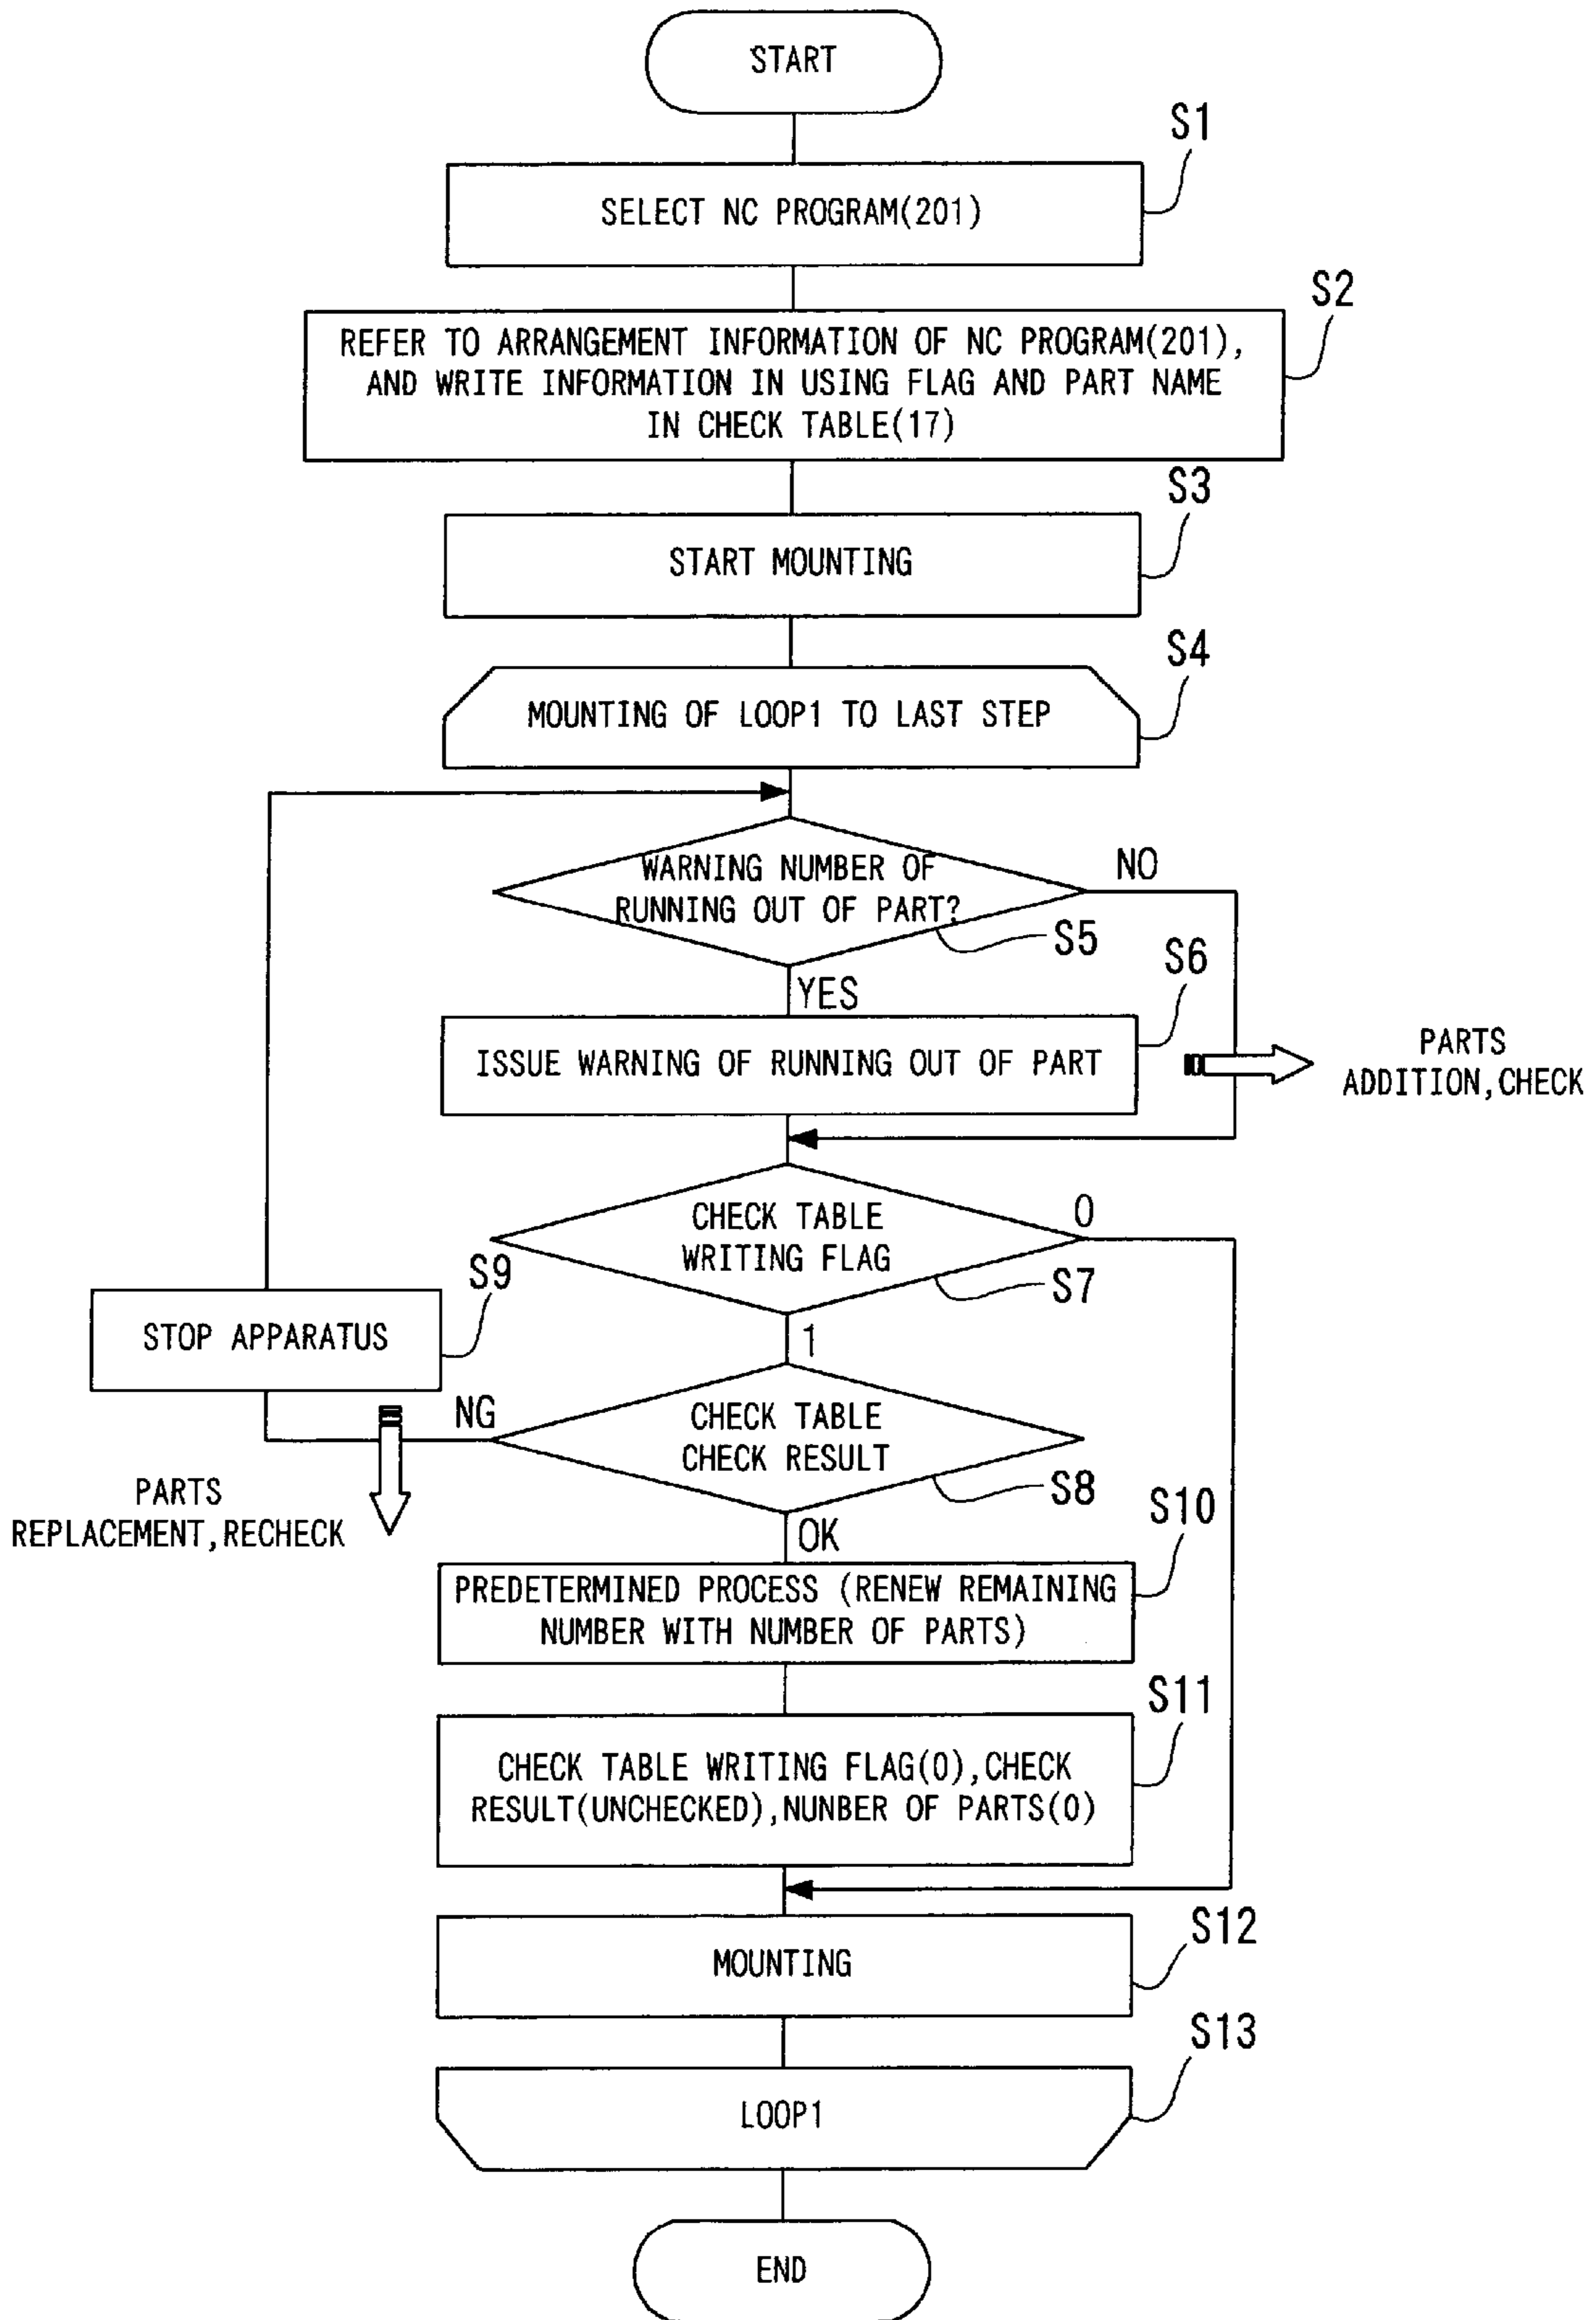 START
S1
SELECT NC PROGRAM(201)
S2
REFER TO ARRANGEMENT INFORMATION OF NC PROGRAM(201),
AND WRITE INFORMATION IN USING FLAG AND PART NAME
IN CHECK TABLE(17)
S3
START MOUNTING
S4
MOUNTING OF LOOP1 TO LAST STEP
WARNING NUMBER OF
RUNNING OUT OF PART?
NO
S5
YES
S6
ISSUE WARNING OF RUNNING OUT OF PART
PARTS
ADDITION,CHECK
CHECK TABLE
WRITING FLAG
0
S7
1
S9
STOP APPARATUS
NG
CHECK TABLE
CHECK RESULT
S8
PARTS
REPLACEMENT,RECHECK
OK
S10
PREDETERMINED PROCESS (RENEW REMAINING
NUMBER WITH NUMBER OF PARTS)
S11
CHECK TABLE WRITING FLAG(0),CHECK
RESULT(UNCHECKED),NUNBER OF PARTS(0)
S12
MOUNTING
S13
LOOP1
END